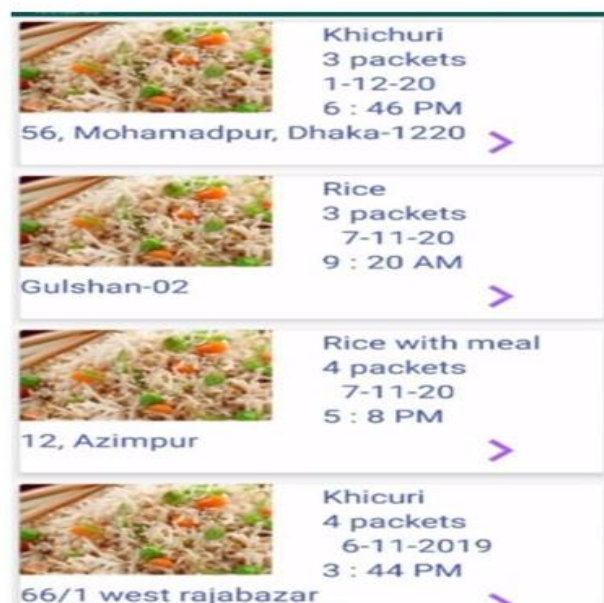 Khichuri
3 packets
1-12-20
6 : 46 PM
56, Mohamadpur, Dhaka-1220
Rice
3 packets
7-11-20
9 : 20 AM
Gulshan-02
Rice with meal
4 packets
7-11-20
5 : 8 PM
12, Azimpur
Khicuri
4 packets
6-11-2019
3 : 44 PM
66/1 west rajabazar